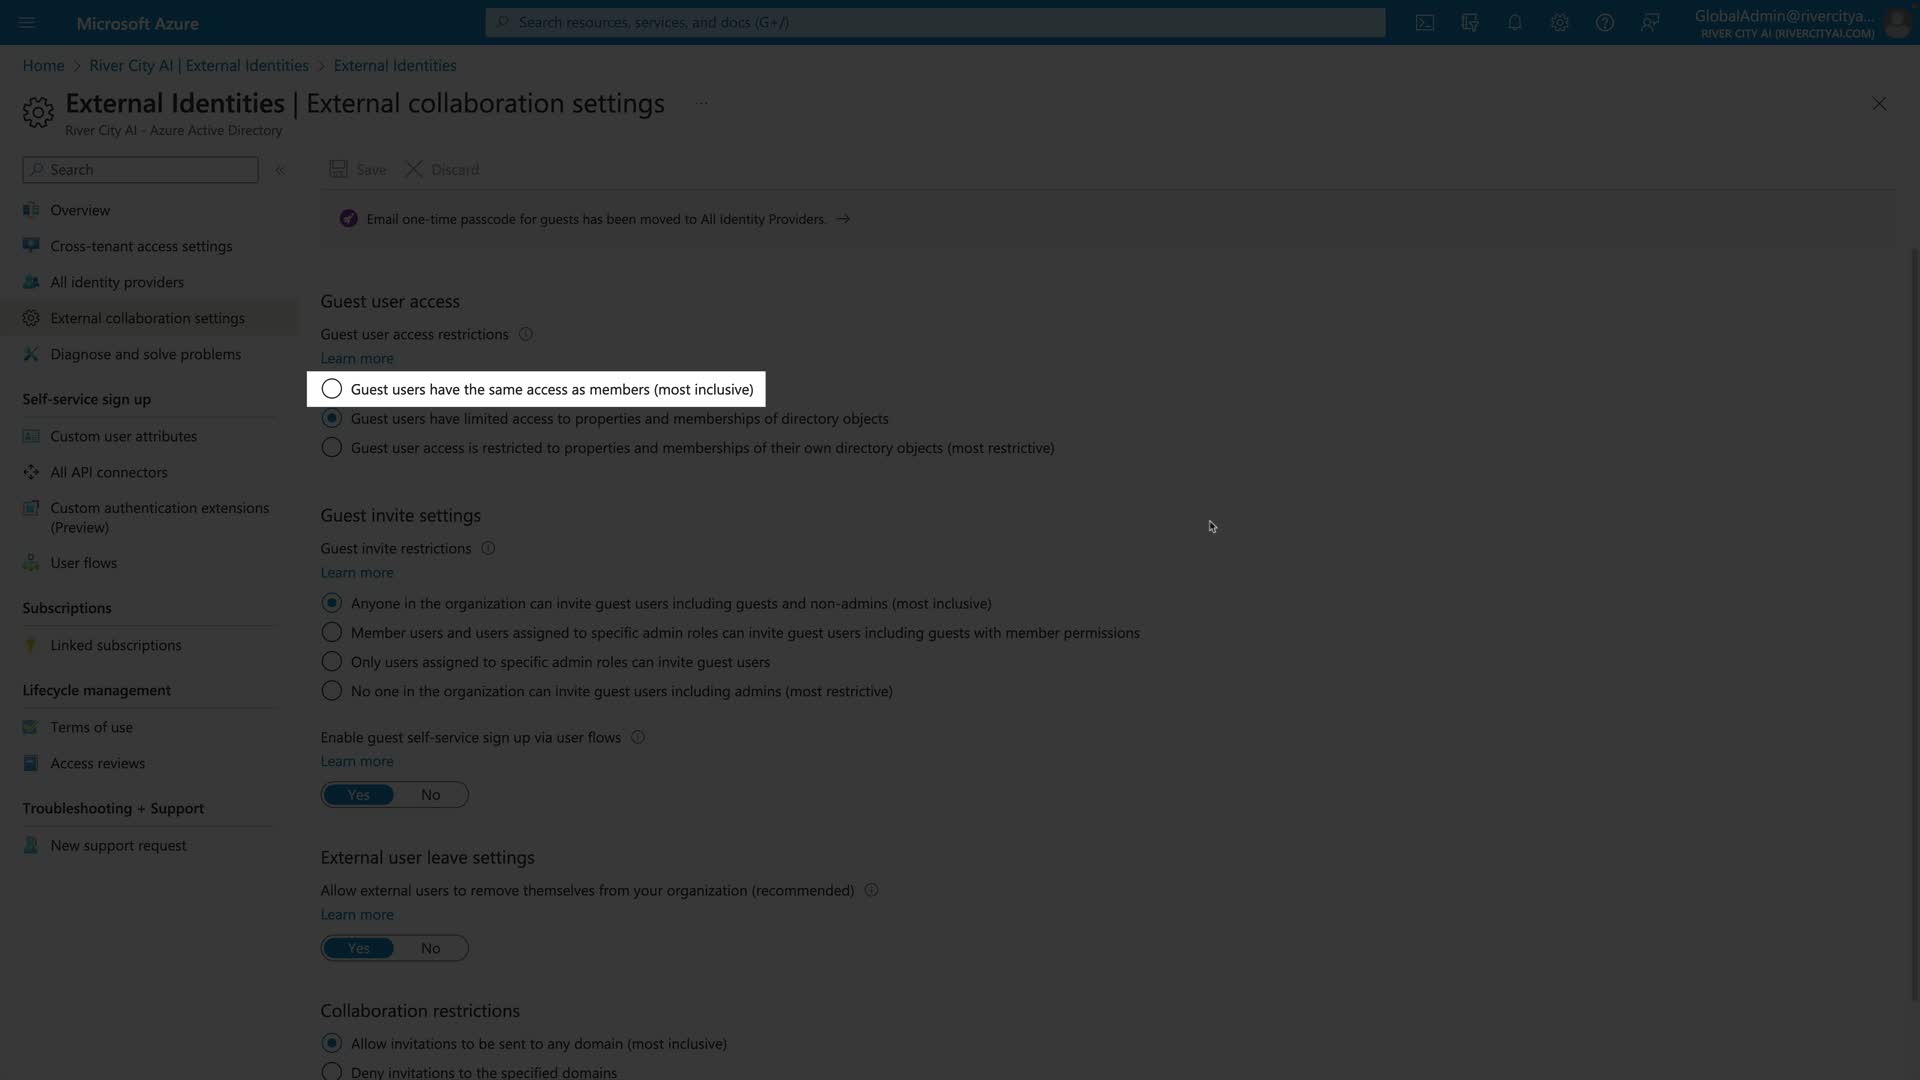 Microsoft Azure
Search resources, services, and docs (G+/)
GlobalAdmin@rivercitya...
RIVER CITY AI (RIVERCITYAI.COM)
Home > River City AI | External Identities > External Identities
External Identities | External collaboration settings ...
River City AI - Azure Active Directory
Search
«
Overview
Cross-tenant access settings
All identity providers
External collaboration settings
Diagnose and solve problems
Self-service sign up
Custom user attributes
All API connectors
Custom authentication extensions
(Preview)
User flows
Subscriptions
Linked subscriptions
Lifecycle management
Terms of use
Access reviews
Troubleshooting + Support
New support request
Save
Discard
Email one-time passcode for guests has been moved to All Identity Providers. →
Guest user access
Guest user access restrictions
Learn more
Guest users have the same access as members (most inclusive)
Guest users have limited access to properties and memberships of directory objects
Guest user access is restricted to properties and memberships of their own directory objects (most restrictive)
Guest invite settings
Guest invite restrictions
Learn more
Anyone in the organization can invite guest users including guests and non-admins (most inclusive)
Member users and users assigned to specific admin roles can invite guest users including guests with member permissions
Only users assigned to specific admin roles can invite guest users
No one in the organization can invite guest users including admins (most restrictive)
Enable guest self-service sign up via user flows
Learn more
Yes No
External user leave settings
Allow external users to remove themselves from your organization (recommended)
Learn more
Yes No
Collaboration restrictions
Allow invitations to be sent to any domain (most inclusive)
Deny invitations to the specified domains